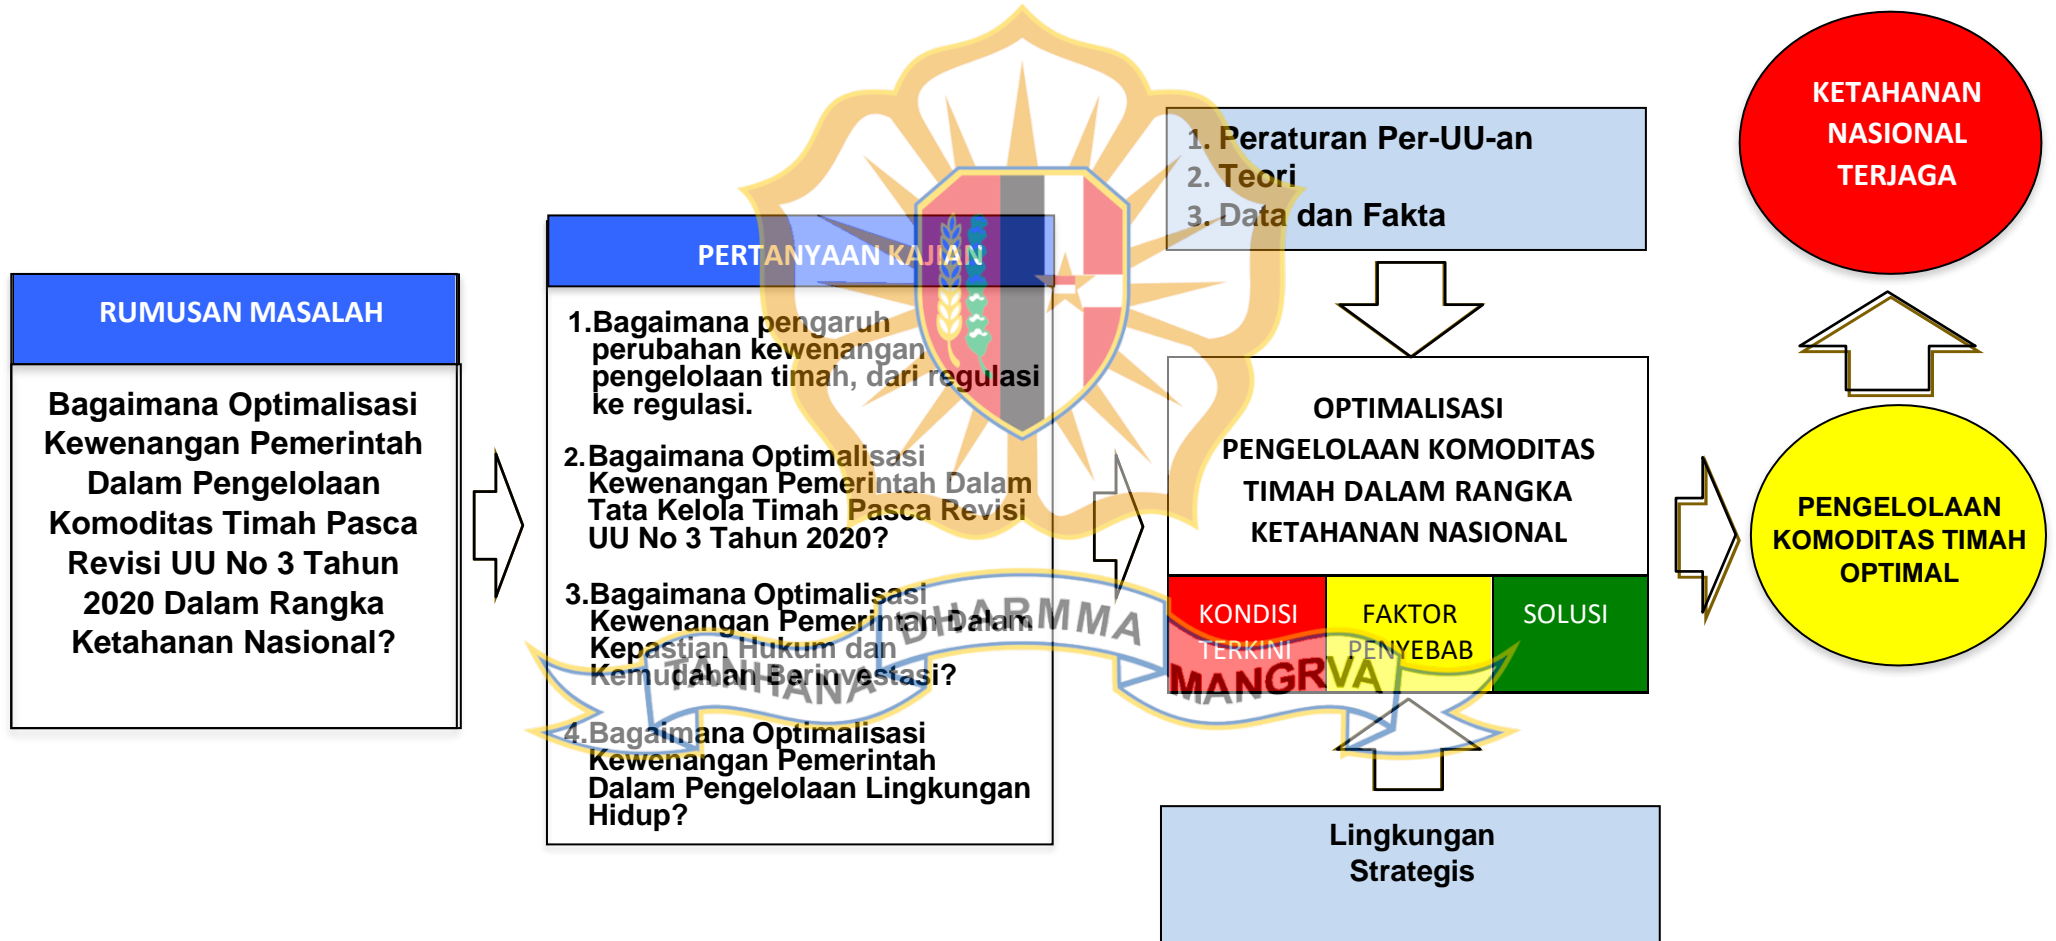 RUMUSAN MASALAH
Bagaimana Optimalisasi
Kewenangan Pemerintah
Dalam Pengelolaan
Komoditas Timah Pasca
Revisi UU No 3 Tahun
2020 Dalam Rangka
Ketahanan Nasional?
PERTANYAAN KAJIAN
1.Bagaimana pengaruh
perubahan kewenangan
pengelolaan timah, dari regulasi
ke regulasi.
2.Bagaimana Optimalisasi
Kewenangan Pemerintah Dalam
Tata Kelola Timah Pasca Revisi
UU No 3 Tahun 2020?
3.Bagaimana Optimalisasi
Kewenangan Pemerintah Dalam
Kepastian Hukum dan
Kemudahan Berinvestasi?
4.Bagaimana Optimalisasi
Kewenangan Pemerintah
Dalam Pengelolaan Lingkungan
Hidup?
1. Peraturan Per-UU-an
2. Teori
3. Data dan Fakta
OPTIMALISASI
PENGELOLAAN KOMODITAS
TIMAH DALAM RANGKA
KETAHANAN NASIONAL
KONDISI
TERKINI
FAKTOR
PENYEBAB
SOLUSI
Lingkungan
Strategis
KETAHANAN
NASIONAL
TERJAGA
PENGELOLAAN
KOMODITAS TIMAH
OPTIMAL
TANHANA DHARMMA MANGRVA